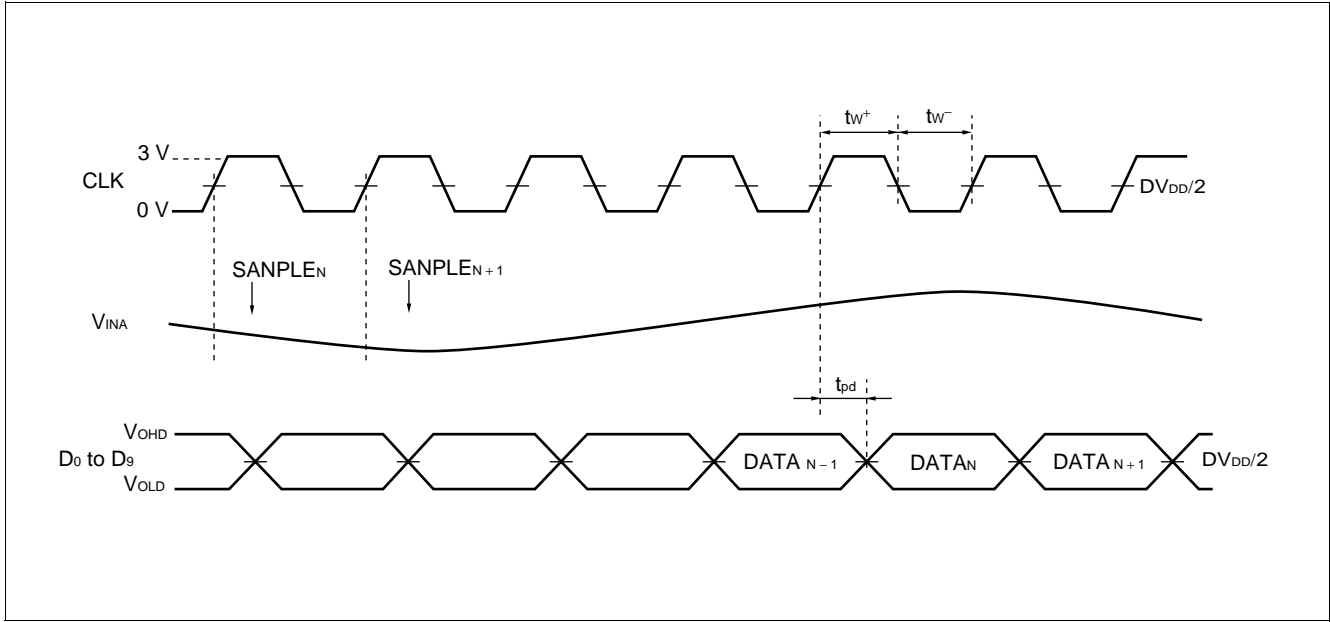 tW+ tW–
3 V
CLK
DVDD/2
0 V
SANPLEN
SANPLEN + 1
VINA
tpd
VOHD
D0 to D9
DATA N – 1
DATAN
DATA N + 1
DVDD/2
VOLD